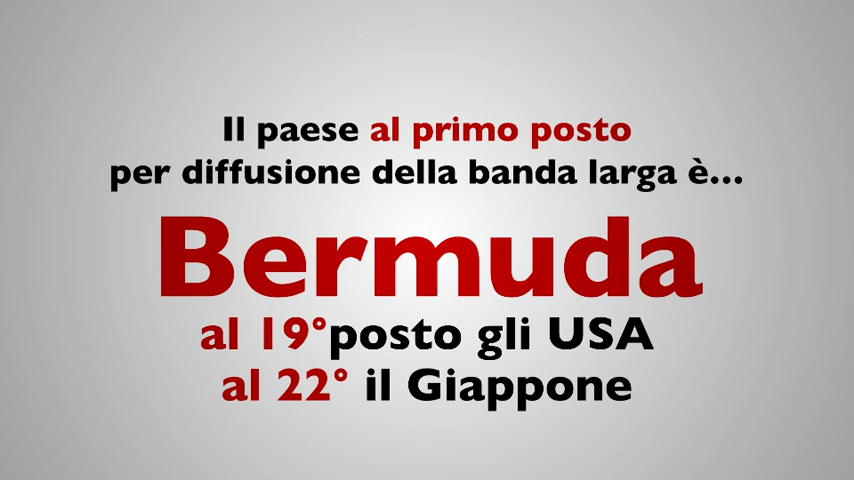 Il paese al primo posto
per diffusione della banda larga è...
Bermuda
al 19°posto gli USA
al 22° il Giappone